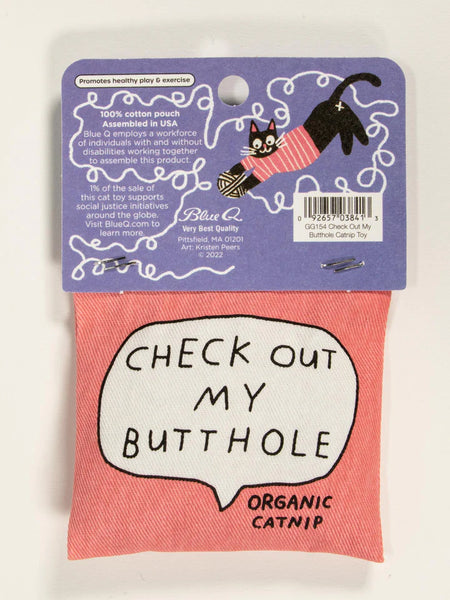 Promotes healthy play & exercise
100% cotton pouch
Assembled in USA
Blue Q employs a workforce
of individuals with and without
disabilities working together
to assemble this product.
1% of the sale of
this cat toy supports
social justice initiatives
around the globe.
Visit BlueQ.com to
learn more.
Blue Q
Very Best Quality
Pittsfield, MA 01201
Art: Kristen Peers
© 2022
0 92657 03841 3
GG154 Check Out My
Butthole Catnip Toy
CHECK OUT
MY
BUTTHOLE
ORGANIC
CATNIP